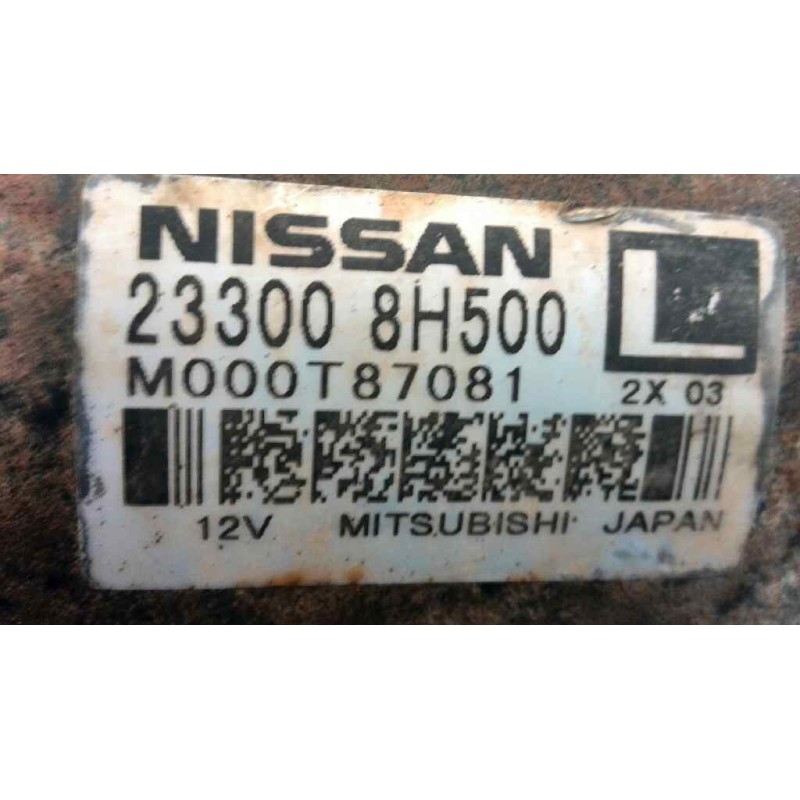 NISSAN
23300 8H500
L
M000T87081
2X 03
12V MITSUBISHI JAPAN